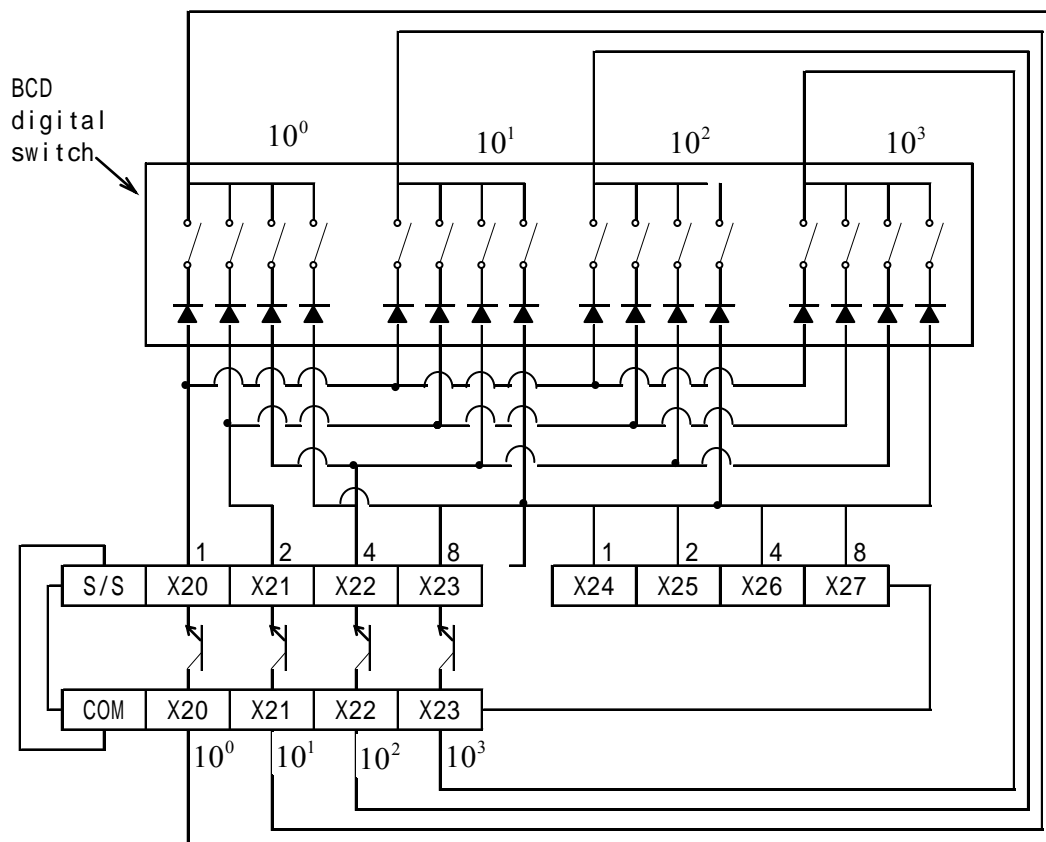 BCD
digital
switch
10⁰ 10¹ 10² 10³
1 2 4 8 1 2 4 8
S/S X20 X21 X22 X23 X24 X25 X26 X27
COM X20 X21 X22 X23
10⁰ 10¹ 10² 10³